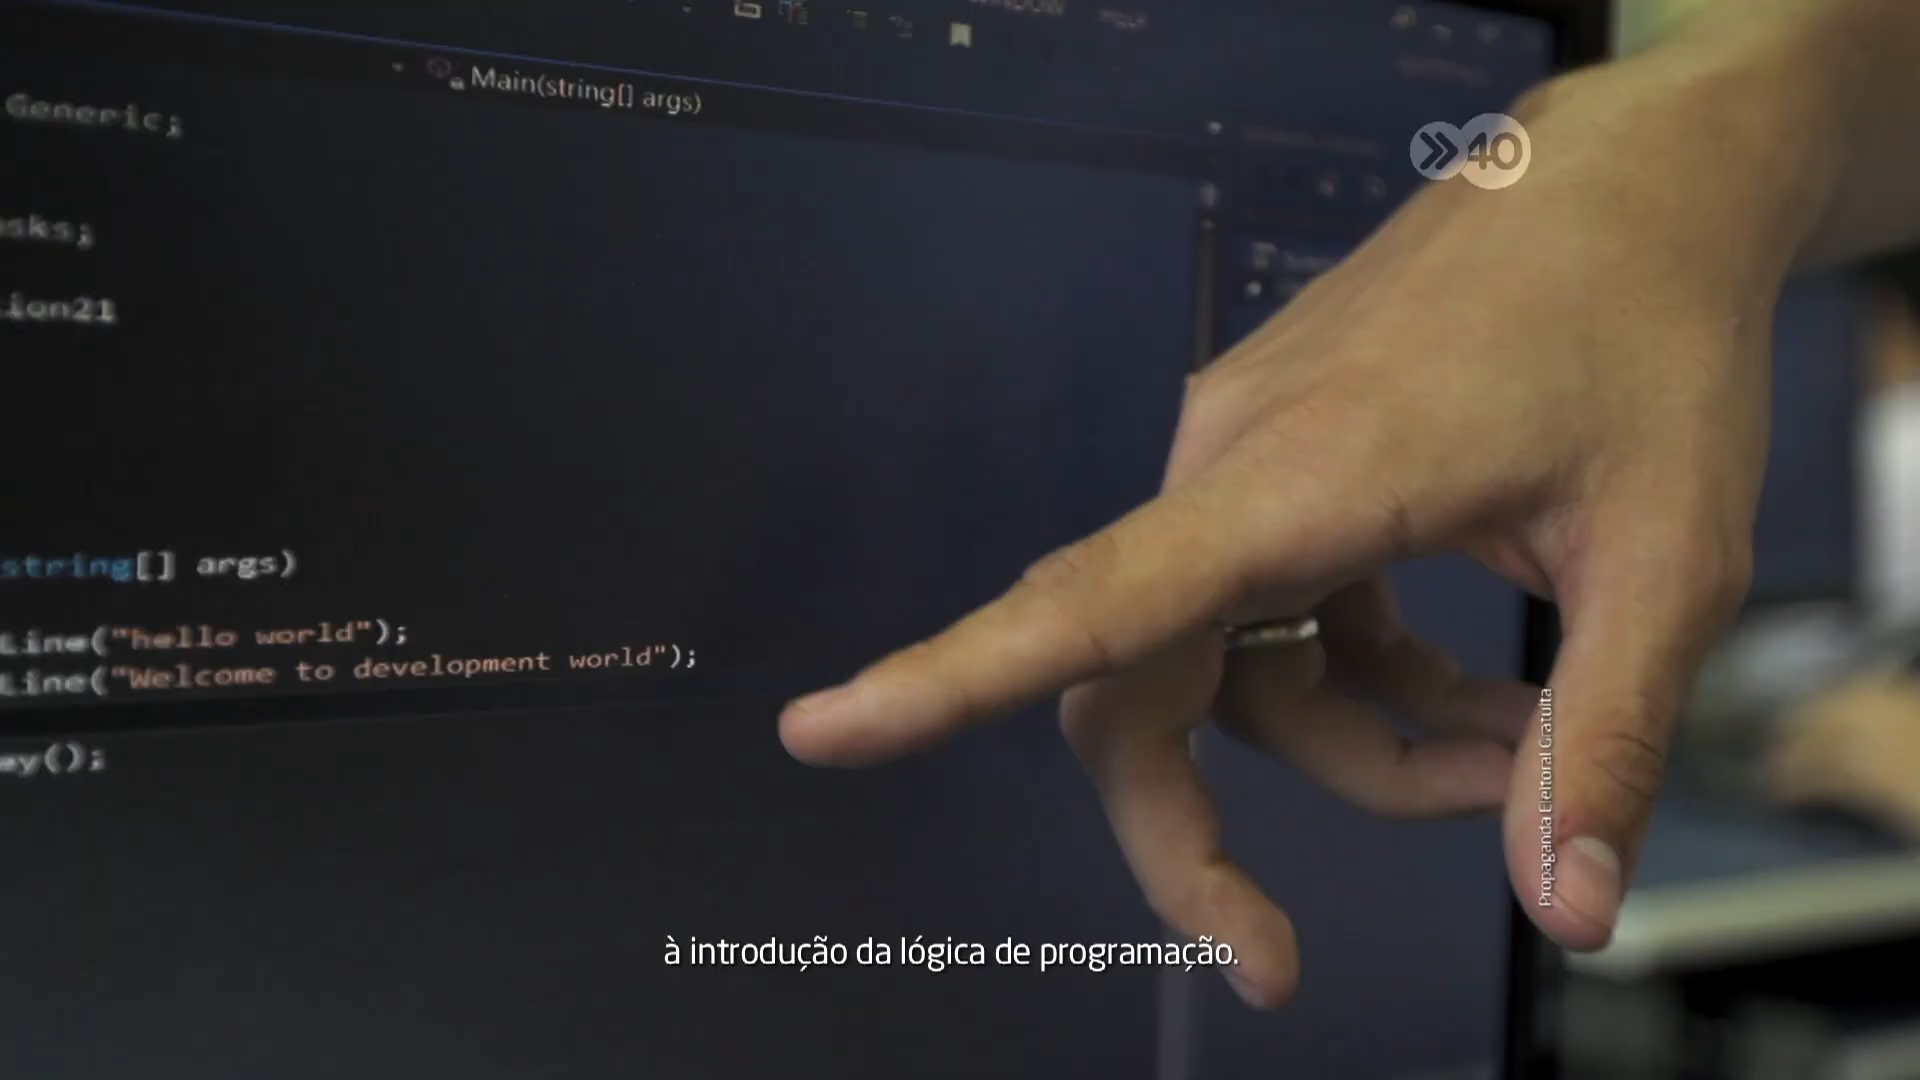 Main(string[] args)
Generic;
40
sks;
ion21
string[] args)
Line("hello world");
Line("Welcome to development world");
ey();
Propaganda Eleitoral Gratuita
à introdução da lógica de programação.